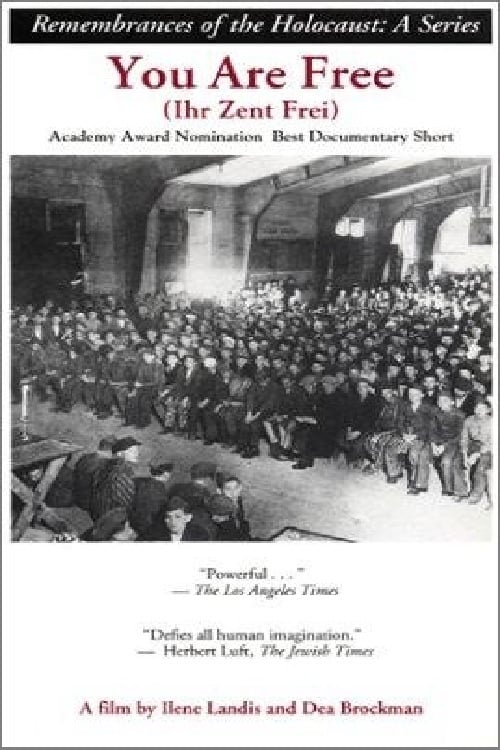 Remembrances of the Holocaust: A Series
You Are Free
(Ihr Zent Frei)
Academy Award Nomination Best Documentary Short
"Powerful . . . "
— The Los Angeles Times
"Defies all human imagination."
— Herbert Luft, The Jewish Times
A film by Ilene Landis and Dea Brockman